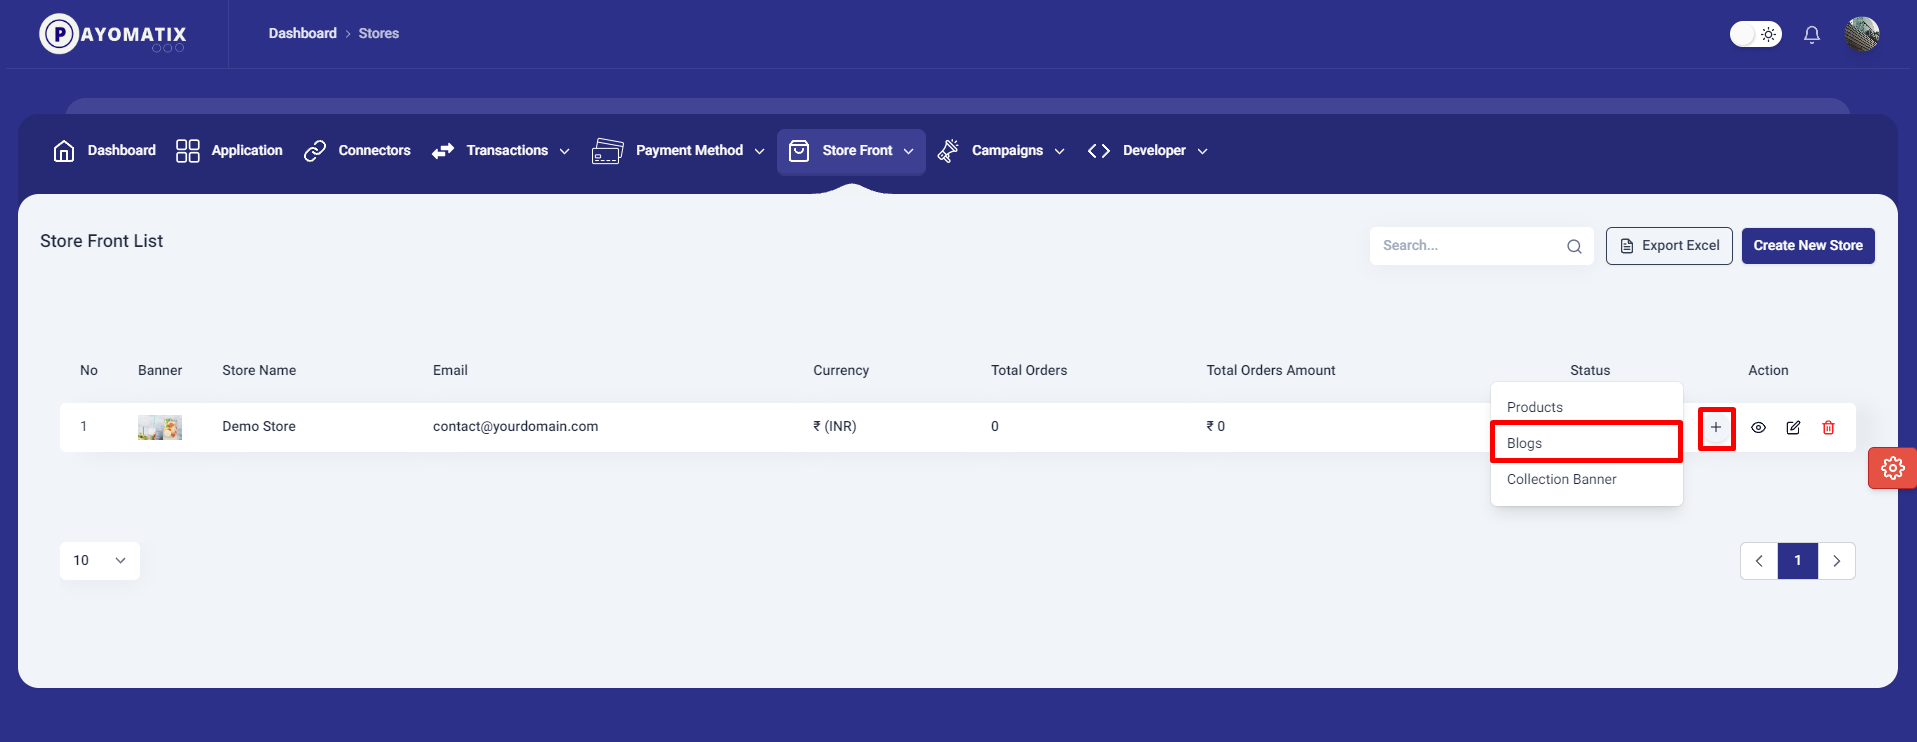 PAYOMATIX
Dashboard > Stores
Dashboard Application Connectors Transactions Payment Method Store Front Campaigns Developer
Store Front List
Search... Export Excel Create New Store
No Banner Store Name Email Currency Total Orders Total Orders Amount Status Action
1 Demo Store contact@yourdomain.com ₹ (INR) 0 ₹ 0
Products
Blogs
Collection Banner
10
1